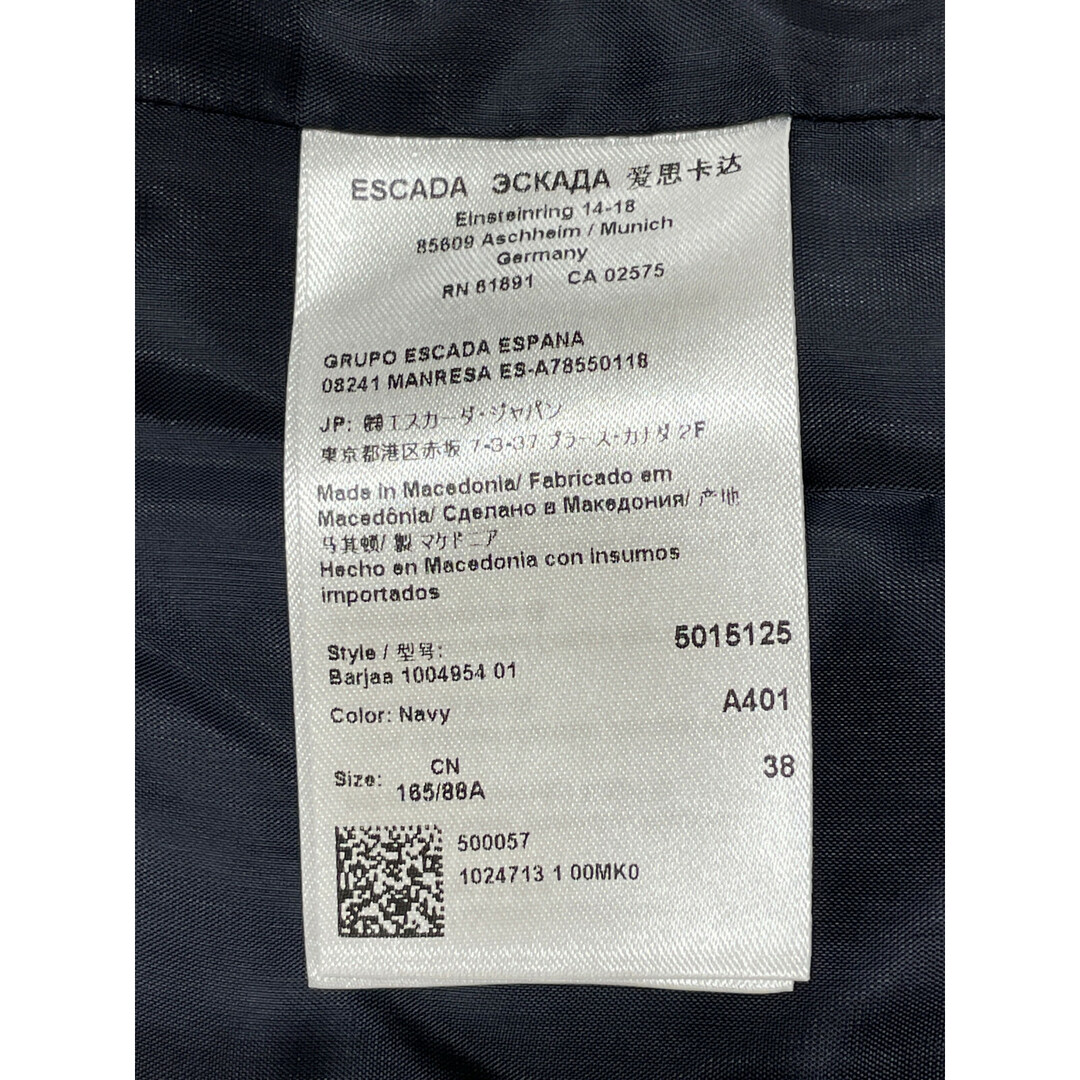 ESCADA ЭСКАДА 爱思卡达
Einsteinring 14-18
85609 Aschheim / Munich
Germany
RN 61891 CA 02575
GRUPO ESCADA ESPANA
08241 MANRESA ES-A78550118
JP: ㈱エスカーダ・ジャパン
東京都港区赤坂 7-3-37 プラース・カナダ 2F
Made in Macedonia/ Fabricado em
Macedônia/ Сделано в Македония/ 产地
马其顿/ 製 マケドニア
Hecho en Macedonia con insumos
importados
Style / 型号: 5015125
Barjaa 1004954 01
Color: Navy A401
Size: CN 38
165/88A
500057
1024713 1 00MK0